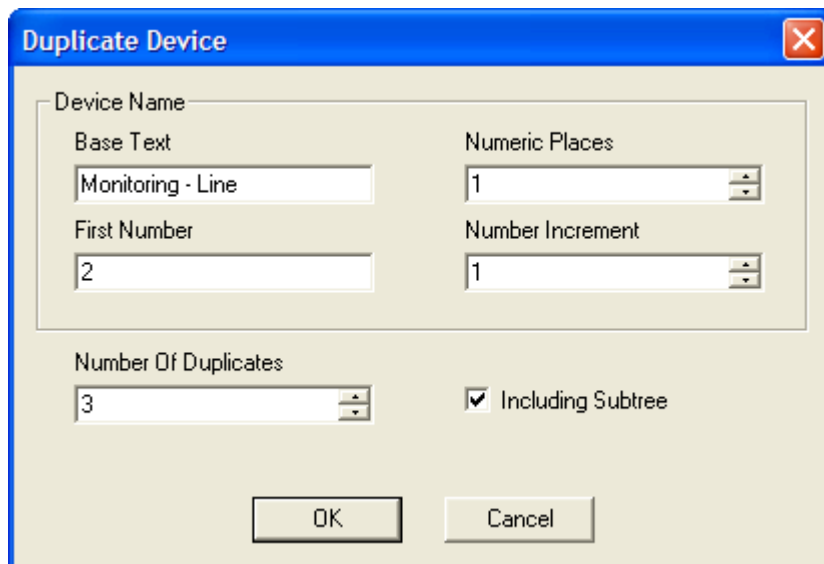 Duplicate Device
Device Name
Base Text
Numeric Places
Monitoring - Line
1
First Number
Number Increment
2
1
Number Of Duplicates
3
Including Subtree
OK
Cancel